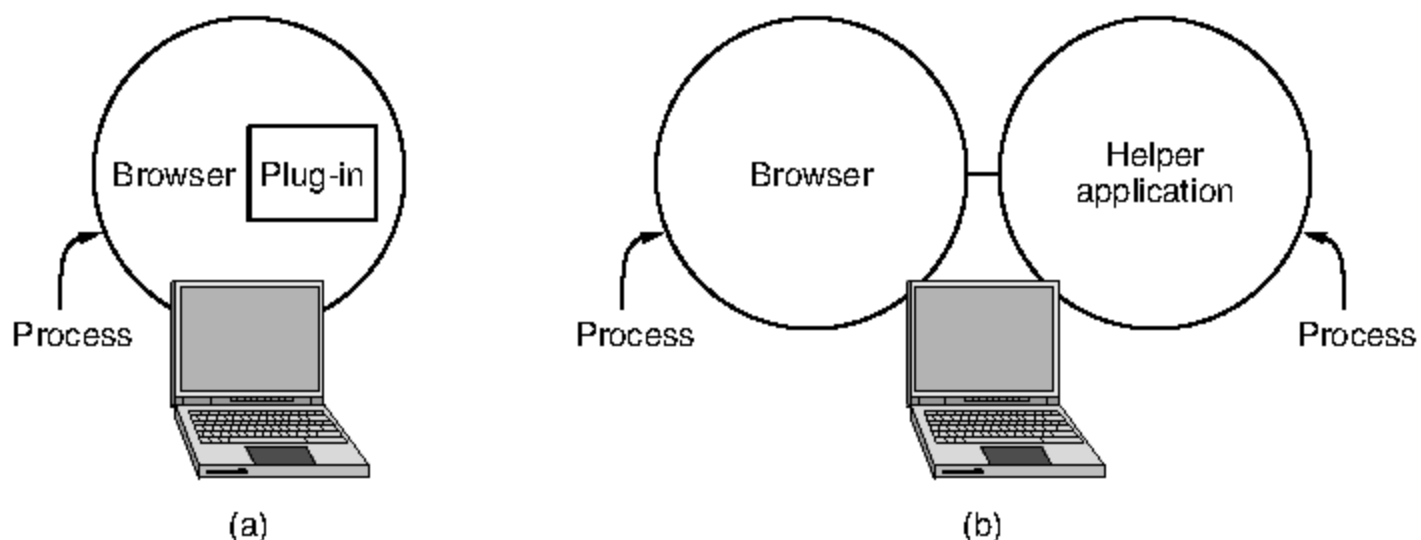 Browser
Plug-in
Process
(a)
Browser
Helper
application
Process
Process
(b)